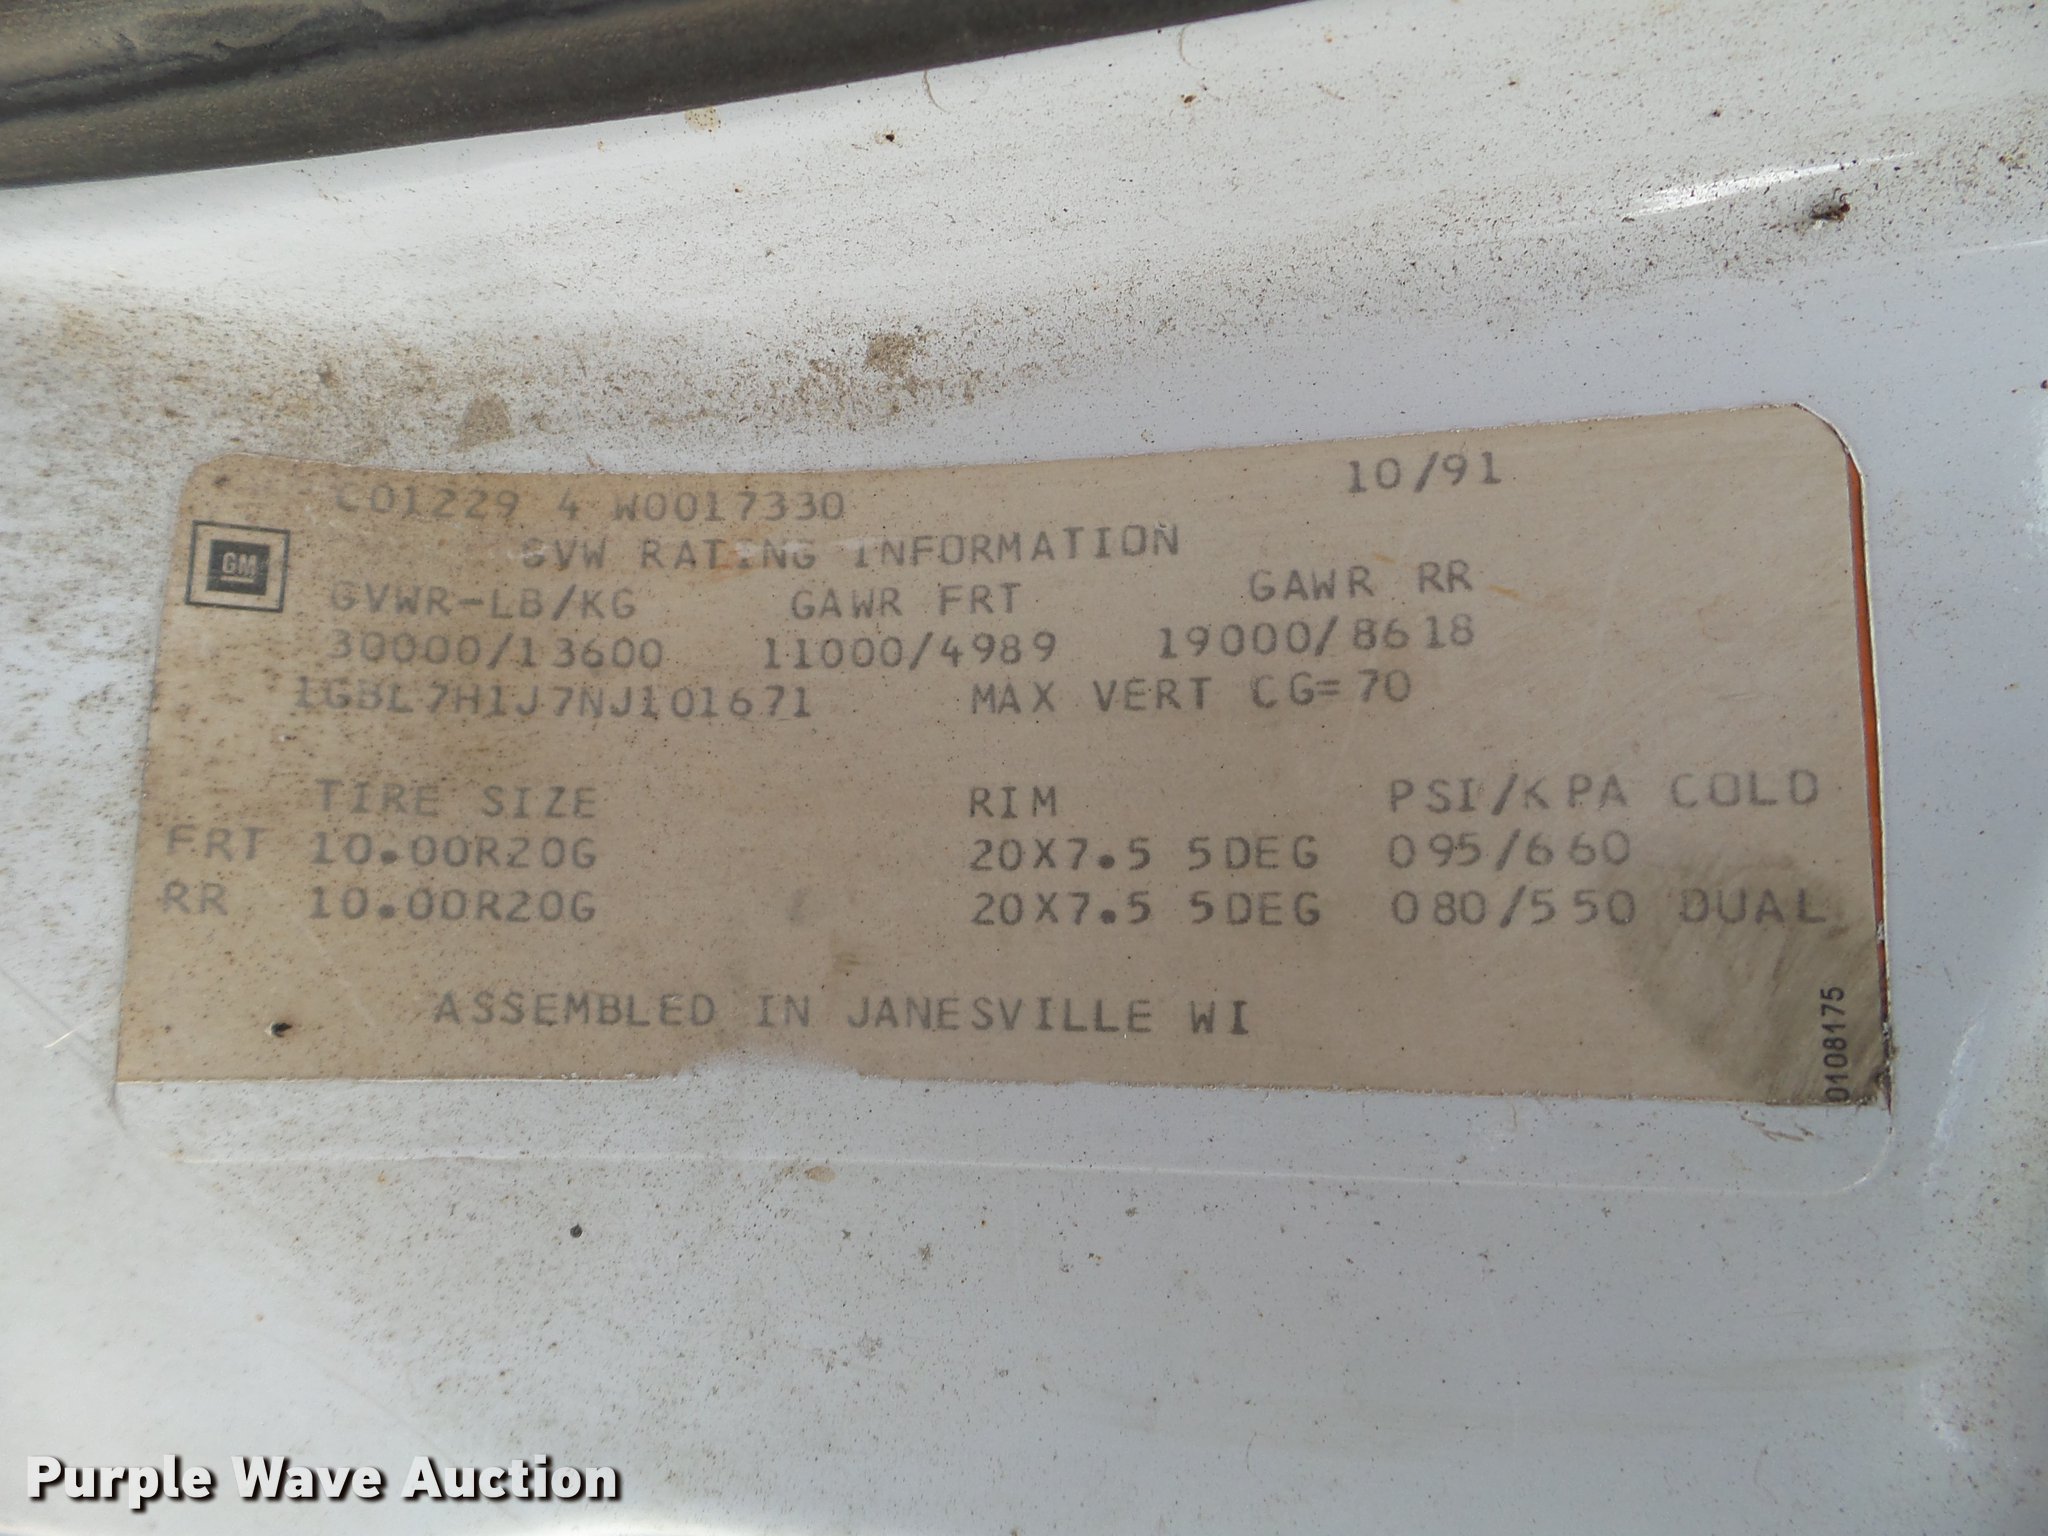 C01229 4 W0017330 10/91
GM
GVW RATING INFORMATION
GVWR-LB/KG GAWR FRT GAWR RR
30000/13600 11000/4989 19000/8618
1GBL7H1J7NJ101671 MAX VERT CG=70
TIRE SIZE RIM PSI/KPA COLD
FRT 10.00R20G 20X7.5 5DEG 095/660
RR 10.00R20G 20X7.5 5DEG 080/550 DUAL
ASSEMBLED IN JANESVILLE WI
0108175
Purple Wave Auction